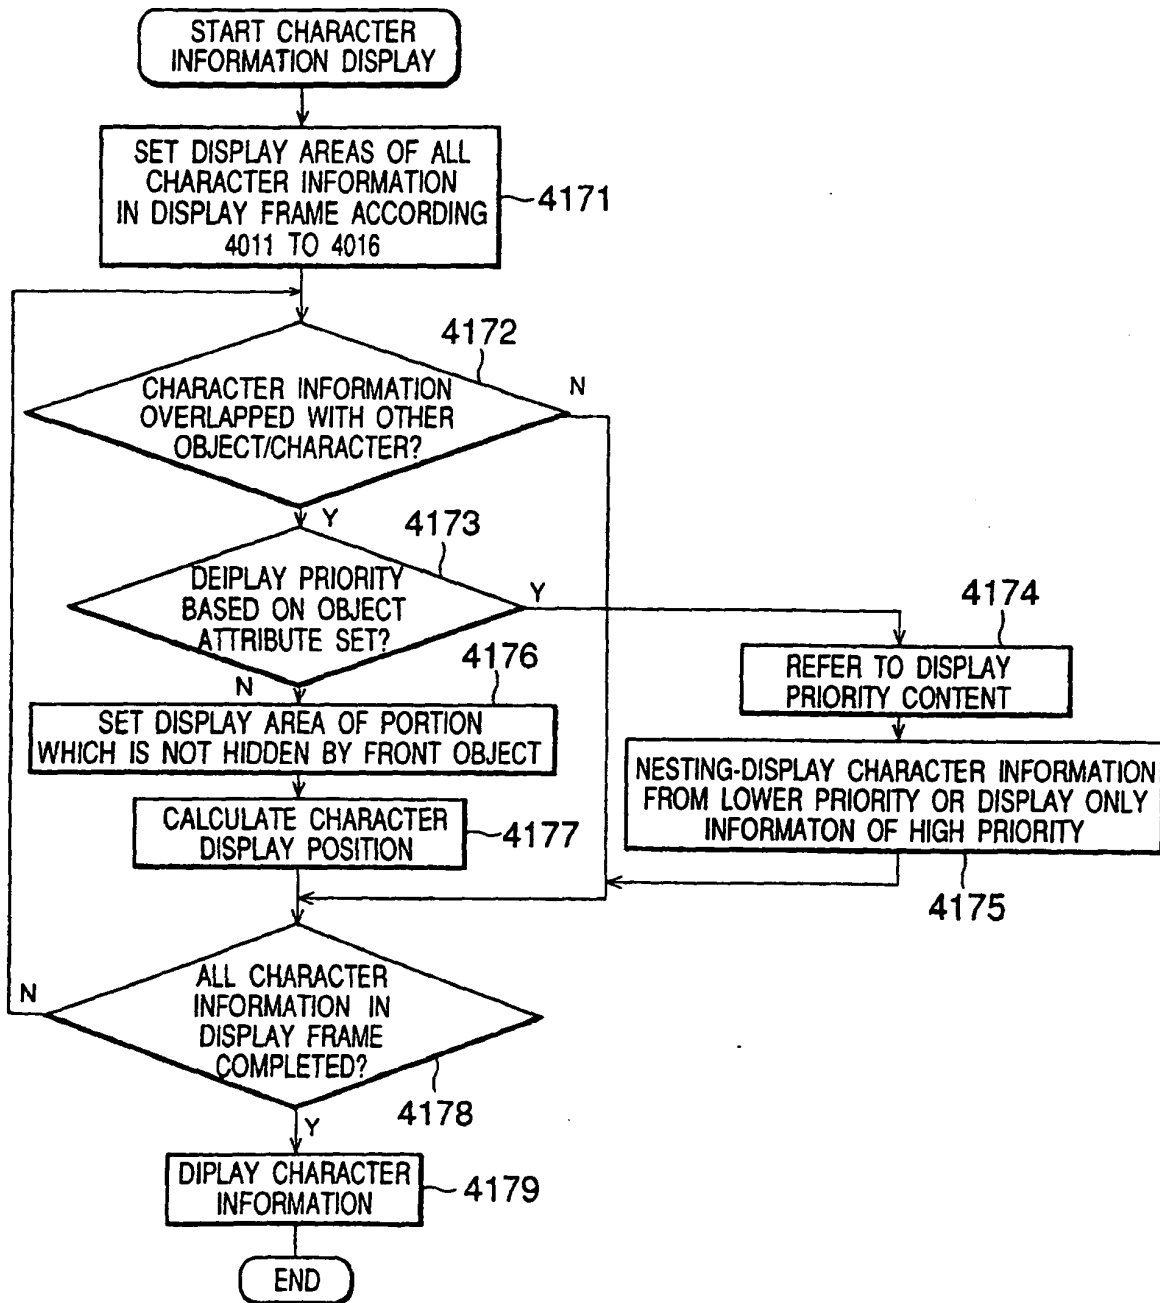 START CHARACTER
INFORMATION DISPLAY
SET DISPLAY AREAS OF ALL
CHARACTER INFORMATION
IN DISPLAY FRAME ACCORDING
4011 TO 4016
4171
4172
CHARACTER INFORMATION
OVERLAPPED WITH OTHER
OBJECT/CHARACTER?
N
Y
4173
DEIPLAY PRIORITY
BASED ON OBJECT
ATTRIBUTE SET?
Y
N
4174
REFER TO DISPLAY
PRIORITY CONTENT
4176
SET DISPLAY AREA OF PORTION
WHICH IS NOT HIDDEN BY FRONT OBJECT
NESTING-DISPLAY CHARACTER INFORMATION
FROM LOWER PRIORITY OR DISPLAY ONLY
INFORMATON OF HIGH PRIORITY
4175
CALCULATE CHARACTER
DISPLAY POSITION
4177
ALL CHARACTER
INFORMATION IN
DISPLAY FRAME
COMPLETED?
N
4178
Y
DIPLAY CHARACTER
INFORMATION
4179
END